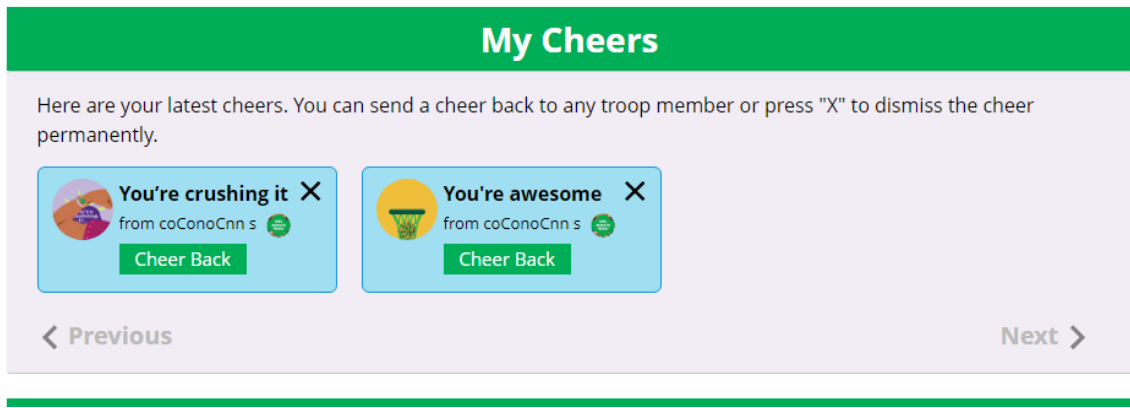 My Cheers
Here are your latest cheers. You can send a cheer back to any troop member or press "X" to dismiss the cheer
permanently.
You’re crushing it
from coConoCnn s
Cheer Back
You're awesome
from coConoCnn s
Cheer Back
Previous
Next